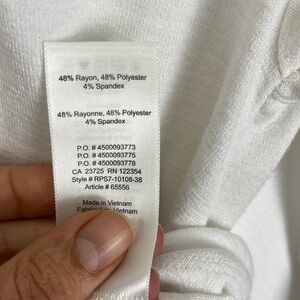 48% Rayon, 48% Polyester
4% Spandex
48% Rayonne, 48% Polyester
4% Spandex
P.O. # 4500093773
P.O. # 4500093775
P.O. # 4500093778
CA 23725 RN 122354
Style # RPS7-10108-38
Article # 65556
Made in Vietnam
Vietnam